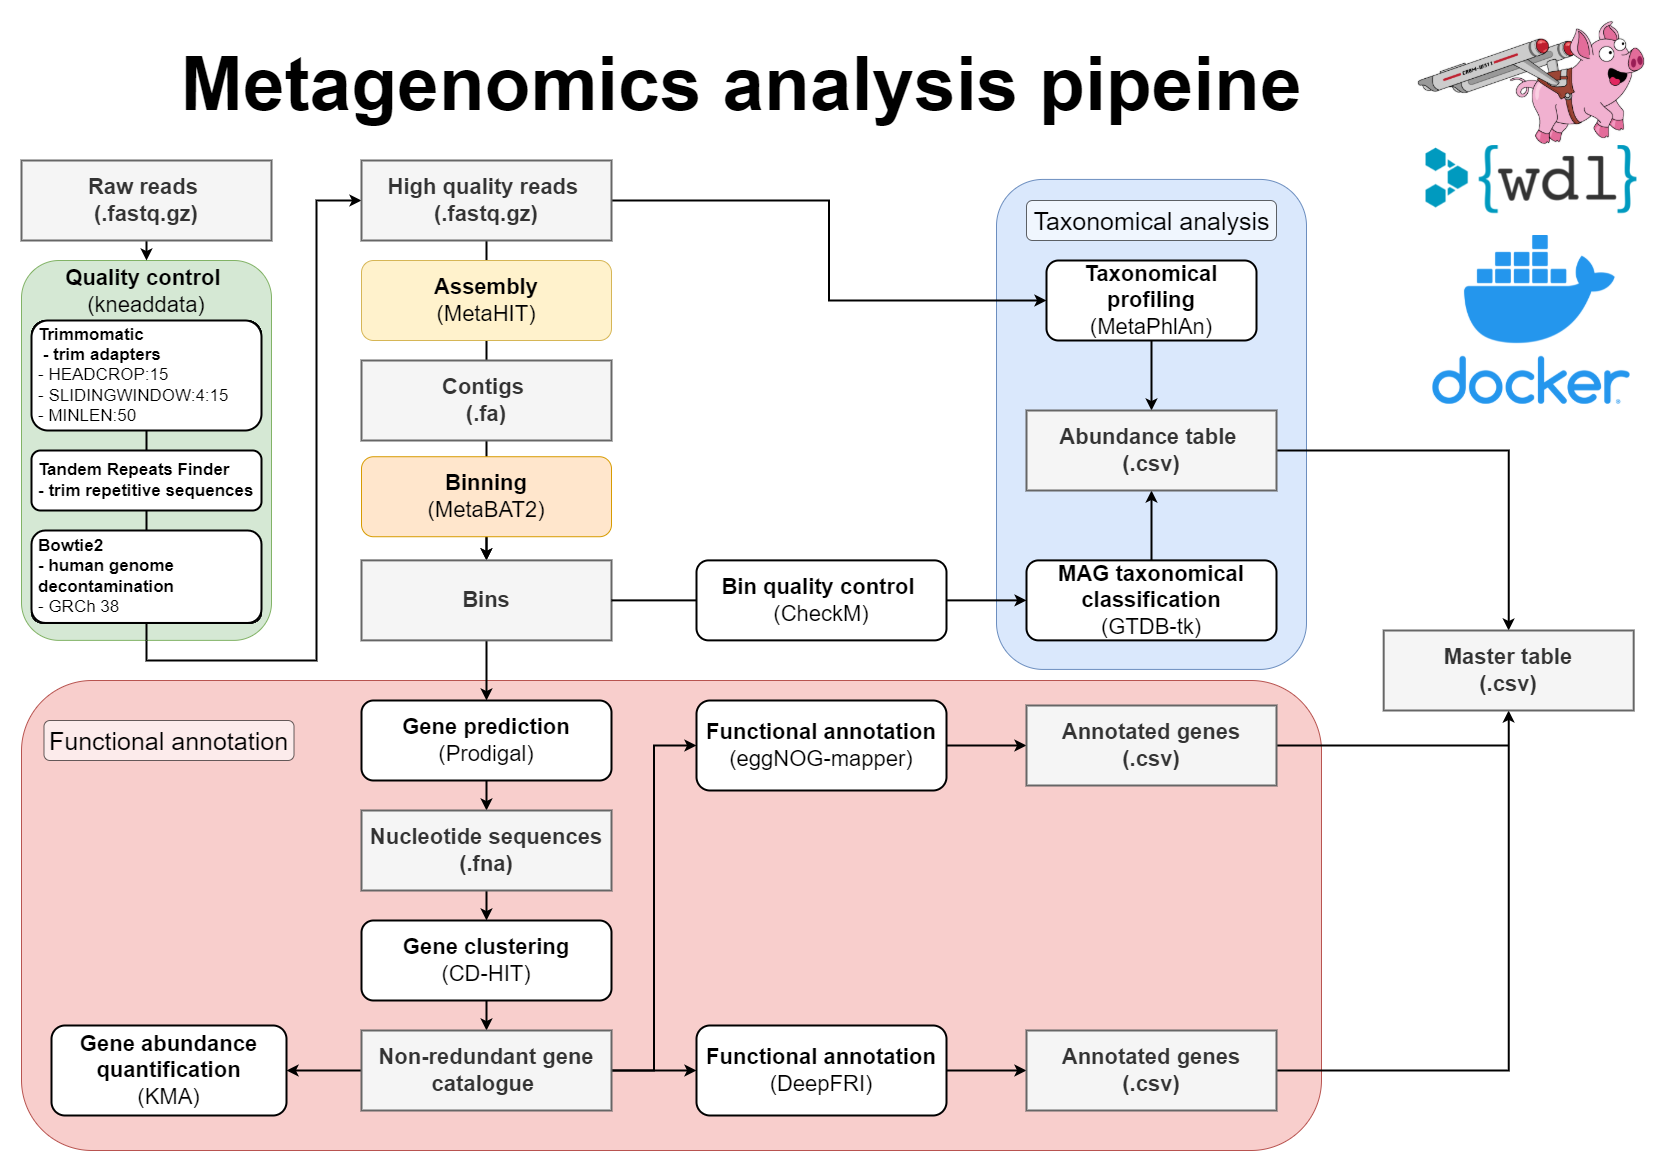 Metagenomics analysis pipeine
Raw reads
(.fastq.gz)
Quality control
(kneaddata)
Trimmomatic
- trim adapters
- HEADCROP:15
- SLIDINGWINDOW:4:15
- MINLEN:50
Tandem Repeats Finder
- trim repetitive sequences
Bowtie2
- human genome
decontamination
- GRCh 38
High quality reads
(.fastq.gz)
Assembly
(MetaHIT)
Contigs
(.fa)
Binning
(MetaBAT2)
Bins
Bin quality control
(CheckM)
Taxonomical analysis
Taxonomical
profiling
(MetaPhlAn)
Abundance table
(.csv)
MAG taxonomical
classification
(GTDB-tk)
{wdl}
docker
Master table
(.csv)
Functional annotation
Gene prediction
(Prodigal)
Nucleotide sequences
(.fna)
Gene clustering
(CD-HIT)
Non-redundant gene
catalogue
Gene abundance
quantification
(KMA)
Functional annotation
(eggNOG-mapper)
Annotated genes
(.csv)
Functional annotation
(DeepFRI)
Annotated genes
(.csv)